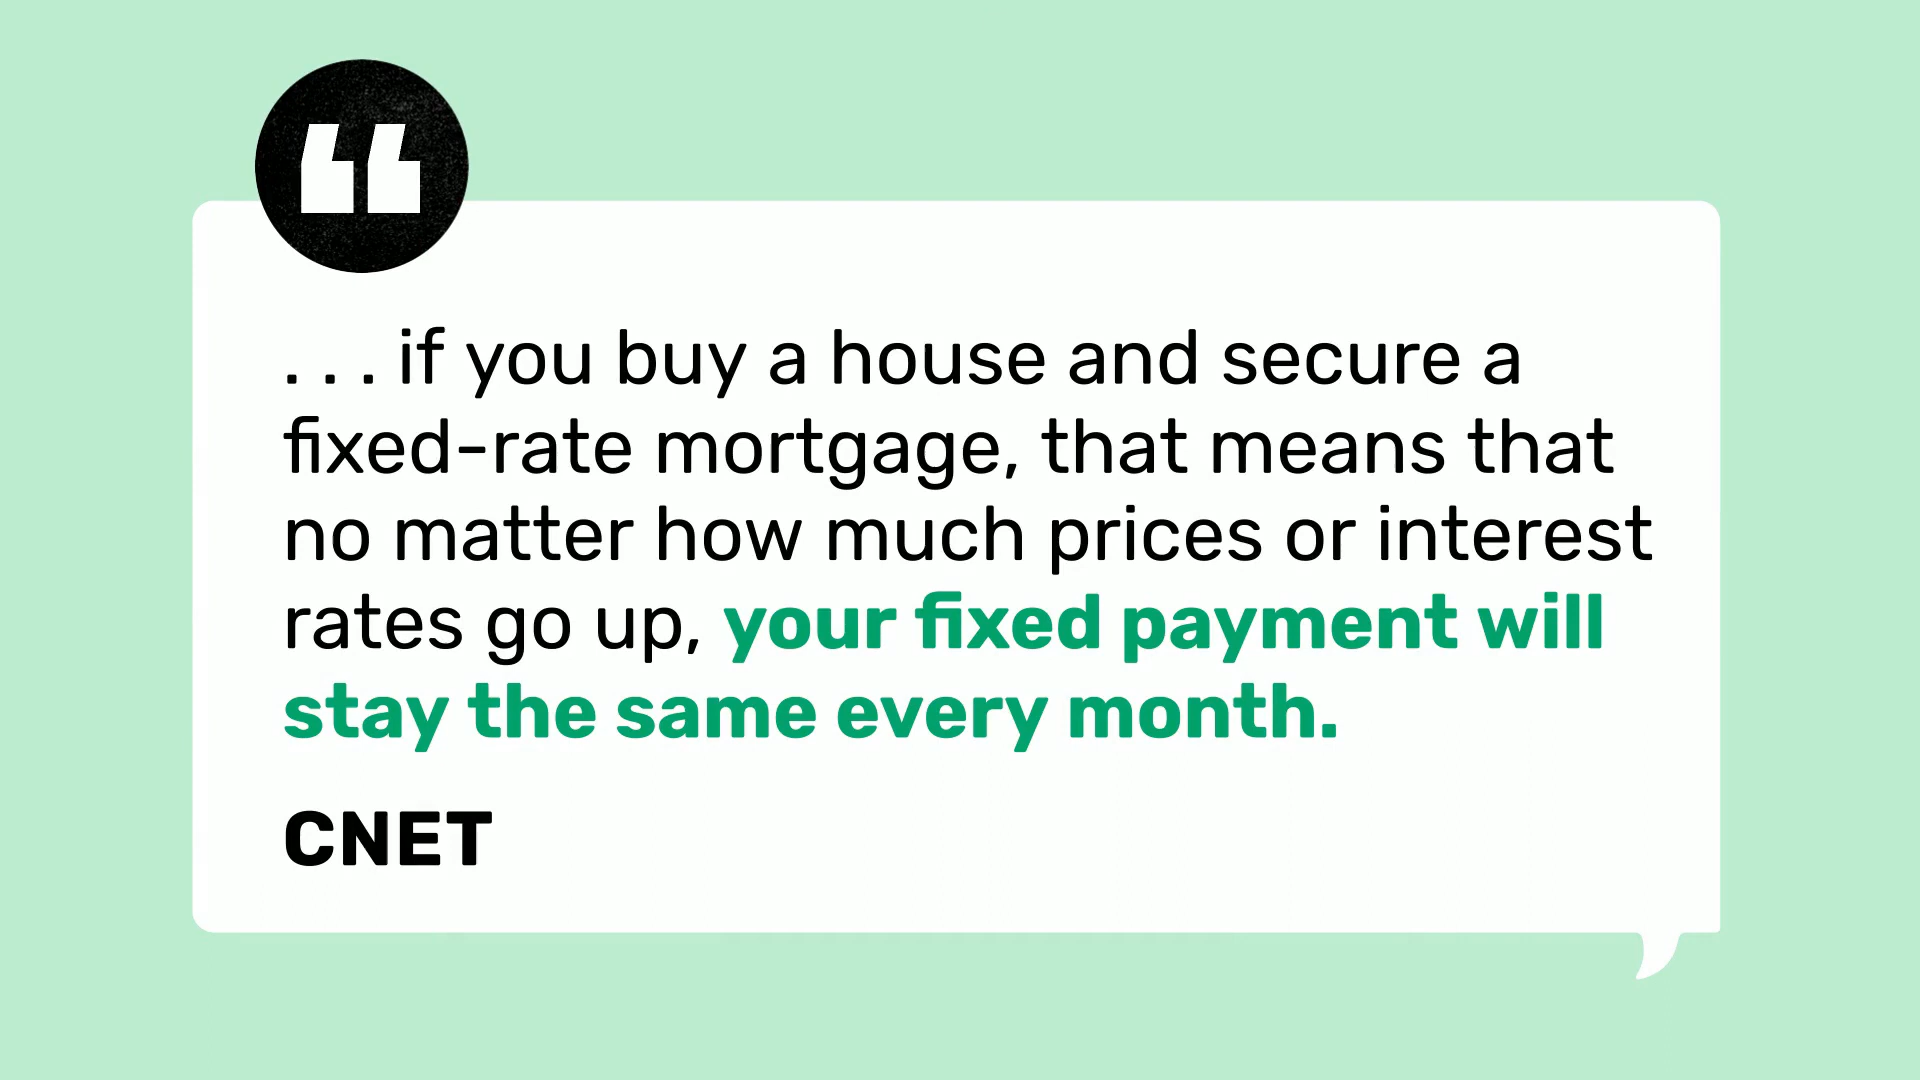 “
. . . if you buy a house and secure a
fixed-rate mortgage, that means that
no matter how much prices or interest
rates go up, your fixed payment will
stay the same every month.
CNET